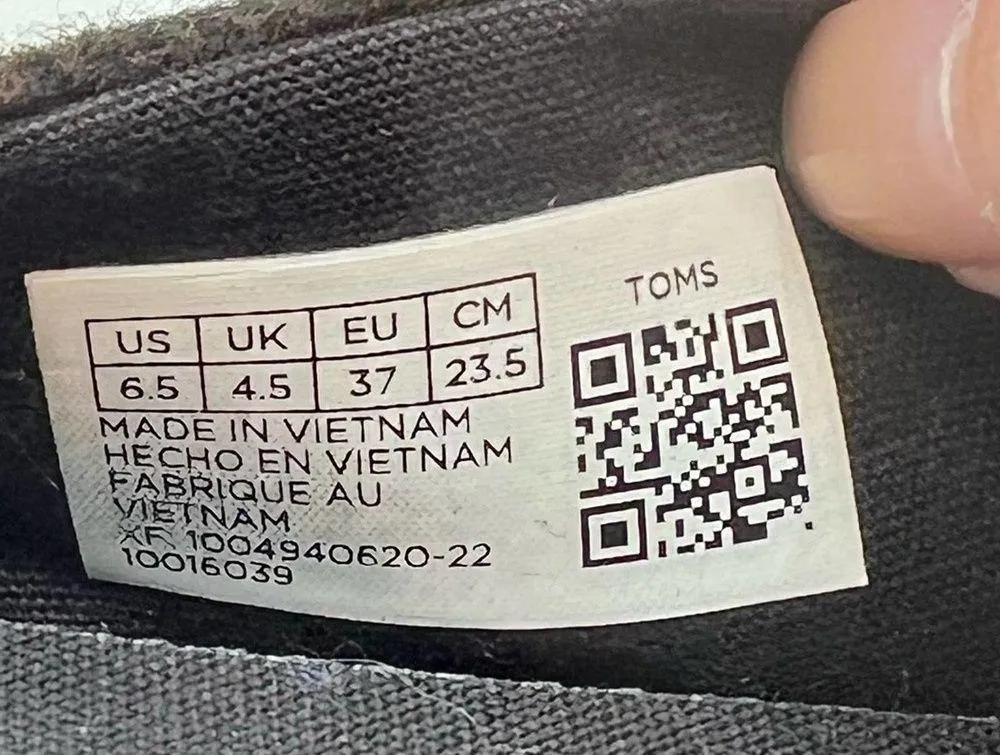 TOMS
US UK EU CM
6.5 4.5 37 23.5
MADE IN VIETNAM
HECHO EN VIETNAM
FABRIQUE AU
VIETNAM
XF 1004940620-22
10016039